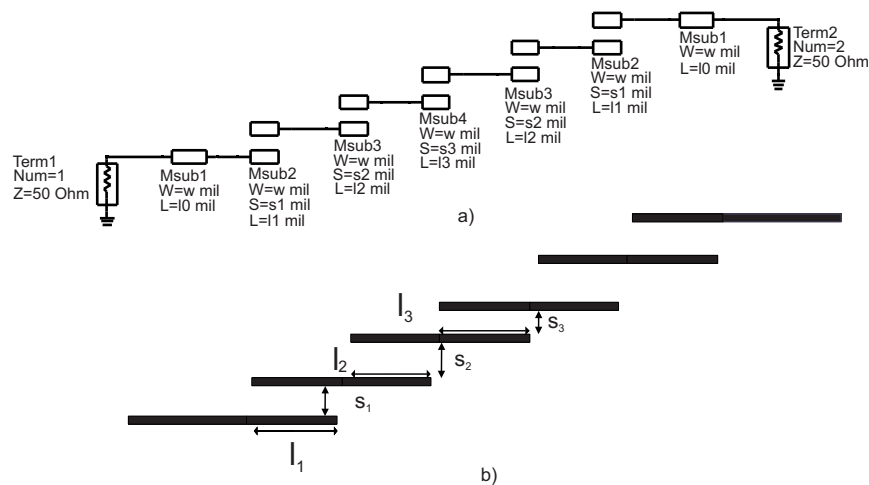 Msub1
W=w mil
L=l0 mil
Term2
Num=2
Z=50 Ohm
Msub2
W=w mil
S=s1 mil
L=l1 mil
Msub3
W=w mil
S=s2 mil
L=l2 mil
Msub4
W=w mil
S=s3 mil
L=l3 mil
Msub3
W=w mil
S=s2 mil
L=l2 mil
Term1
Num=1
Z=50 Ohm
Msub1
W=w mil
L=l0 mil
Msub2
W=w mil
S=s1 mil
L=l1 mil
a)
l3
s3
l2
s2
s1
l1
b)